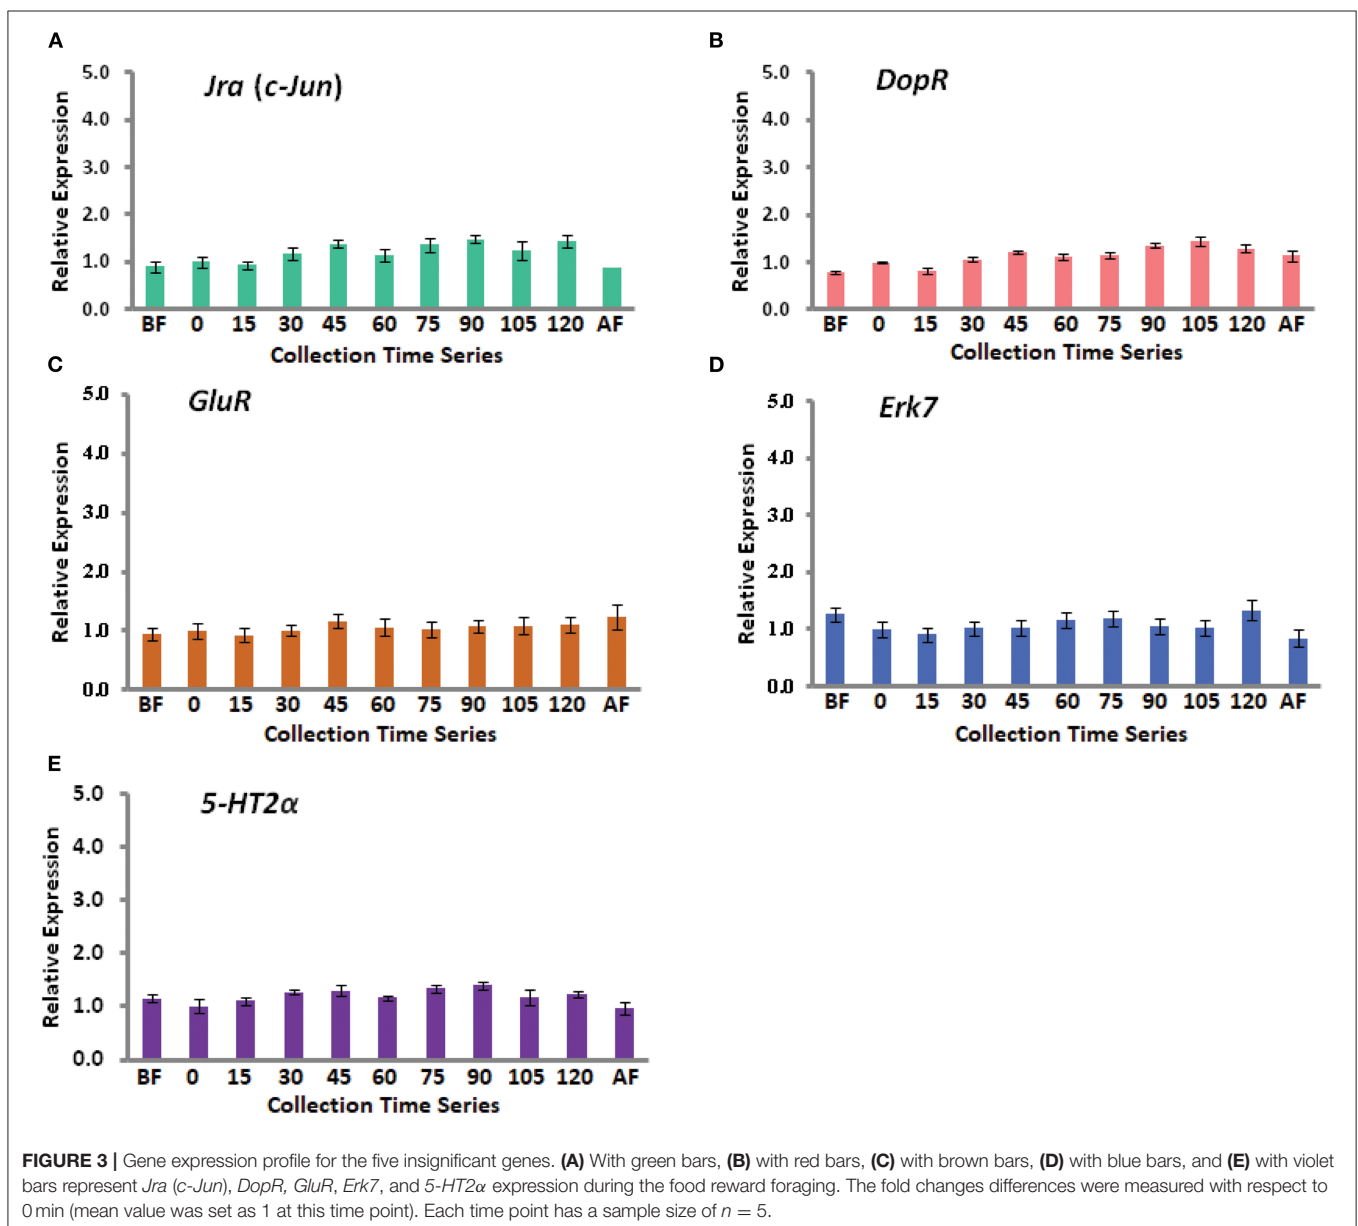 A
Jra (c-Jun)
5.0
4.0
3.0
2.0
1.0
0.0
Relative Expression
BF 0 15 30 45 60 75 90 105 120 AF
Collection Time Series
B
DopR
5.0
4.0
3.0
2.0
1.0
0.0
Relative Expression
BF 0 15 30 45 60 75 90 105 120 AF
Collection Time Series
C
GluR
5.0
4.0
3.0
2.0
1.0
0.0
Relative Expression
BF 0 15 30 45 60 75 90 105 120 AF
Collection Time Series
D
Erk7
5.0
4.0
3.0
2.0
1.0
0.0
Relative Expression
BF 0 15 30 45 60 75 90 105 120 AF
Collection Time Series
E
5-HT2α
5.0
4.0
3.0
2.0
1.0
0.0
Relative Expression
BF 0 15 30 45 60 75 90 105 120 AF
Collection Time Series
FIGURE 3 | Gene expression profile for the five insignificant genes. (A) With green bars, (B) with red bars, (C) with brown bars, (D) with blue bars, and (E) with violet
bars represent Jra (c-Jun), DopR, GluR, Erk7, and 5-HT2α expression during the food reward foraging. The fold changes differences were measured with respect to
0 min (mean value was set as 1 at this time point). Each time point has a sample size of n = 5.